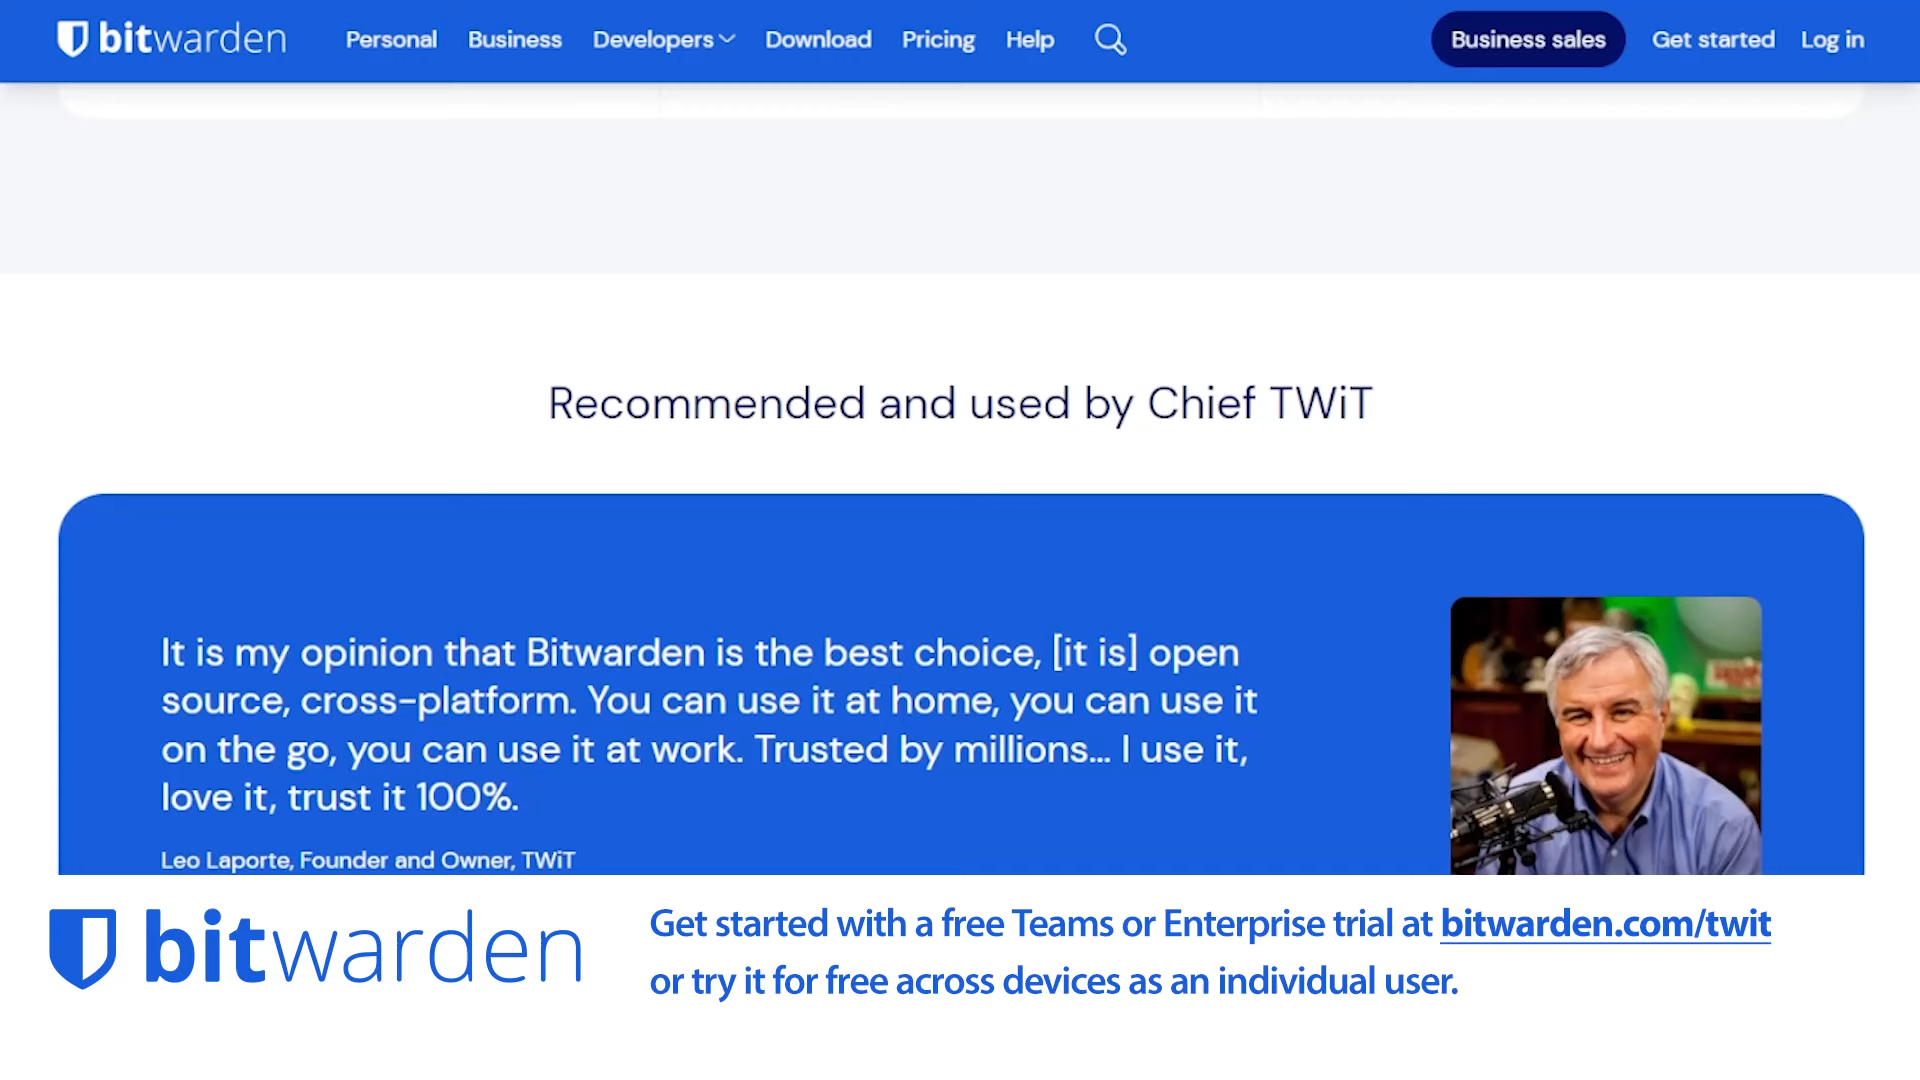 bitwarden Personal Business Developers Download Pricing Help Business sales Get started Log in
Recommended and used by Chief TWiT
It is my opinion that Bitwarden is the best choice, [it is] open
source, cross-platform. You can use it at home, you can use it
on the go, you can use it at work. Trusted by millions... I use it,
love it, trust it 100%.
Leo Laporte, Founder and Owner, TWiT
bitwarden
Get started with a free Teams or Enterprise trial at bitwarden.com/twit
or try it for free across devices as an individual user.